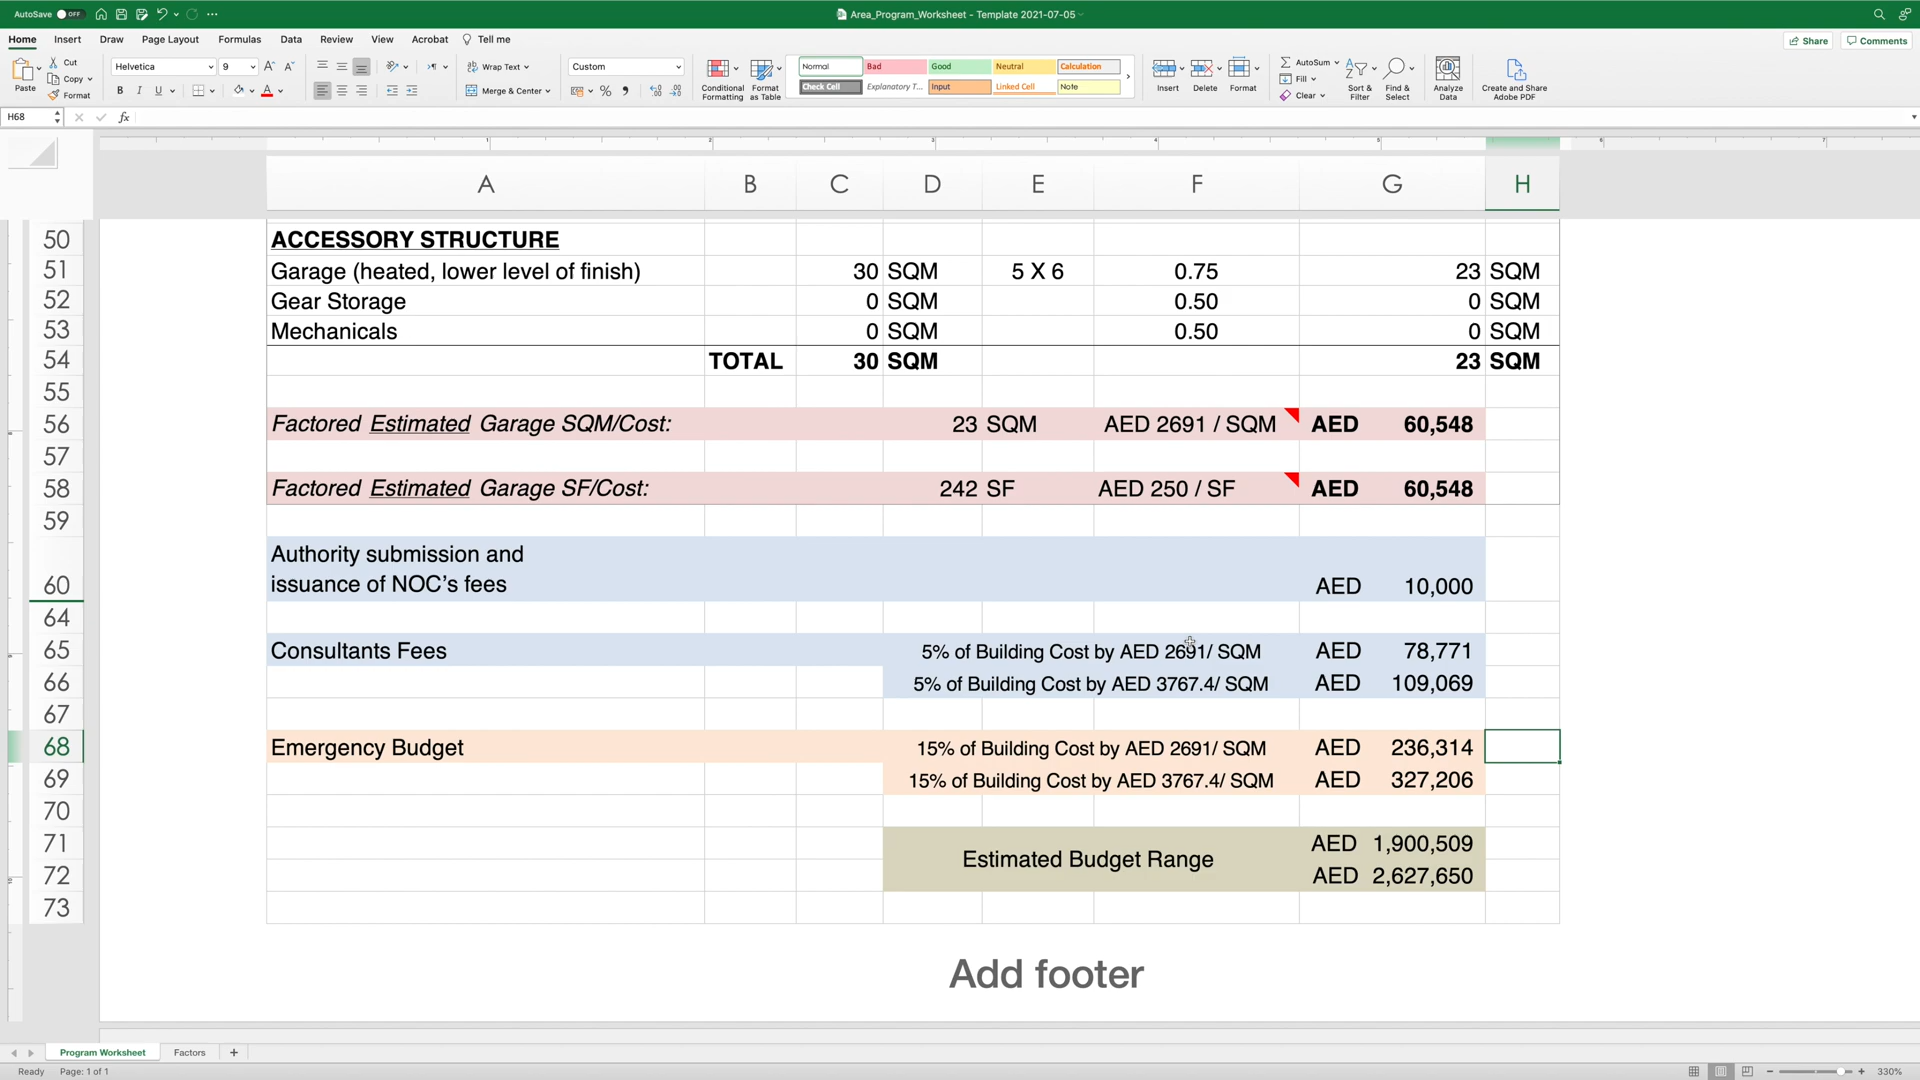 AutoSave OFF
Area_Program_Worksheet - Template 2021-07-05
Home Insert Draw Page Layout Formulas Data Review View Acrobat Tell me
Share Comments
Paste
Cut
Copy
Format
Helvetica 9
B I U
Wrap Text
Merge & Center
Custom
Conditional Formatting
Format as Table
Normal Bad Good Neutral Calculation
Check Cell Explanatory T... Input Linked Cell Note
Insert Delete Format
AutoSum
Fill
Clear
Sort & Filter
Find & Select
Analyze Data
Create and Share Adobe PDF
H68 fx
1 2 3 4 5 6 7
A B C D E F G H
50 ACCESSORY STRUCTURE
51 Garage (heated, lower level of finish) 30 SQM 5 X 6 0.75 23 SQM
52 Gear Storage 0 SQM 0.50 0 SQM
53 Mechanicals 0 SQM 0.50 0 SQM
54 TOTAL 30 SQM 23 SQM
55
56 Factored Estimated Garage SQM/Cost: 23 SQM AED 2691 / SQM AED 60,548
57
58 Factored Estimated Garage SF/Cost: 242 SF AED 250 / SF AED 60,548
59
Authority submission and
60 issuance of NOC’s fees AED 10,000
64
65 Consultants Fees 5% of Building Cost by AED 2691/ SQM AED 78,771
66 5% of Building Cost by AED 3767.4/ SQM AED 109,069
67
68 Emergency Budget 15% of Building Cost by AED 2691/ SQM AED 236,314
69 15% of Building Cost by AED 3767.4/ SQM AED 327,206
70
71 AED 1,900,509
Estimated Budget Range
72 AED 2,627,650
73
Add footer
Program Worksheet Factors +
Ready Page: 1 of 1 330%